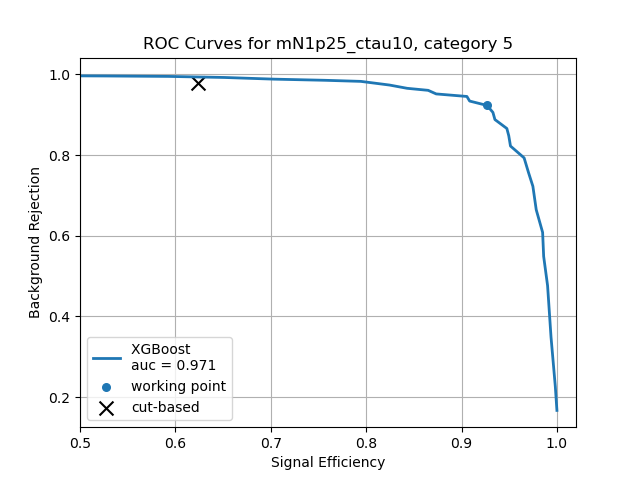 ROC Curves for mN1p25_ctau10, category 5
Background Rejection
1.0
0.8
0.6
0.4
0.2
XGBoost
auc = 0.971
working point
cut-based
0.5 0.6 0.7 0.8 0.9 1.0
Signal Efficiency